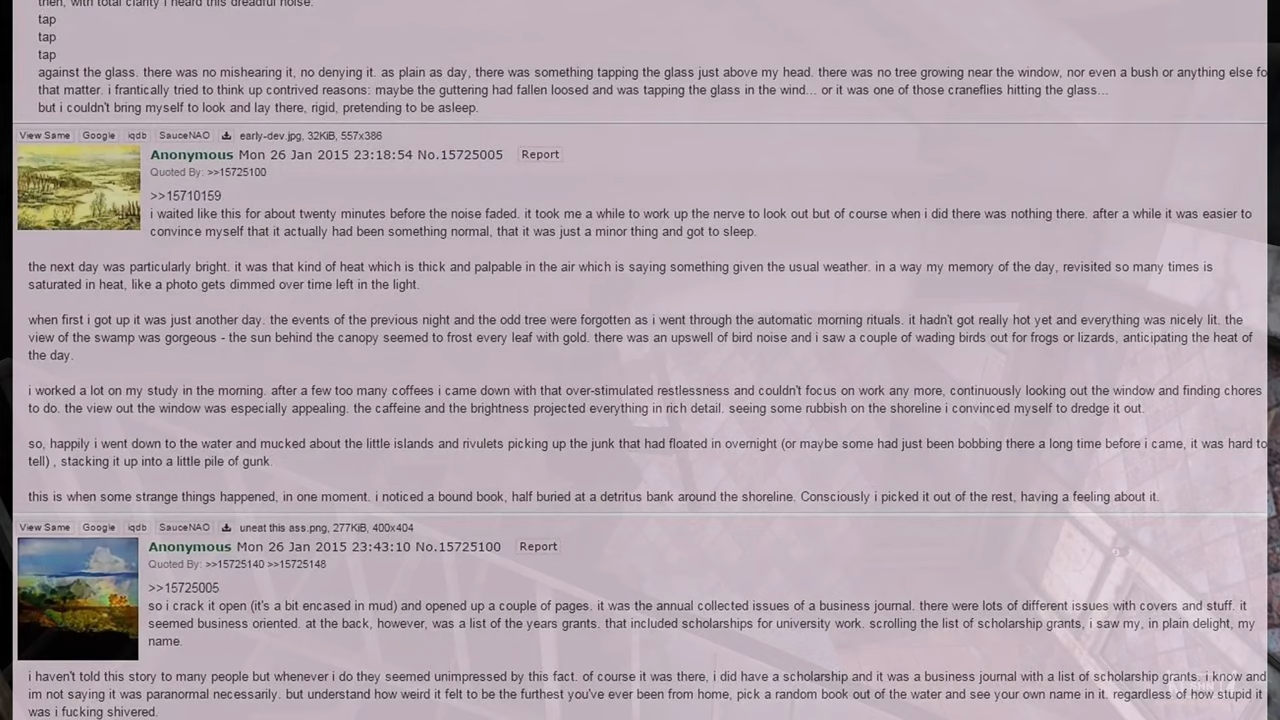 then, with total clarity i heard this dreadful noise.
tap
tap
tap
against the glass. there was no mishearing it, no denying it. as plain as day, there was something tapping the glass just above my head. there was no tree growing near the window, nor even a bush or anything else fo
that matter. i frantically tried to think up contrived reasons: maybe the guttering had fallen loosed and was tapping the glass in the wind... or it was one of those craneflies hitting the glass...
but i couldn't bring myself to look and lay there, rigid, pretending to be asleep.
View Same Google iqdb SauceNAO early-dev.jpg, 32KiB, 557x386
Anonymous Mon 26 Jan 2015 23:18:54 No.15725005 Report
Quoted By: >>15725100
>>15710159
i waited like this for about twenty minutes before the noise faded. it took me a while to work up the nerve to look out but of course when i did there was nothing there. after a while it was easier to
convince myself that it actually had been something normal, that it was just a minor thing and got to sleep.
the next day was particularly bright. it was that kind of heat which is thick and palpable in the air which is saying something given the usual weather. in a way my memory of the day, revisited so many times is
saturated in heat, like a photo gets dimmed over time left in the light.
when first i got up it was just another day. the events of the previous night and the odd tree were forgotten as i went through the automatic morning rituals. it hadn't got really hot yet and everything was nicely lit. the
view of the swamp was gorgeous - the sun behind the canopy seemed to frost every leaf with gold. there was an upswell of bird noise and i saw a couple of wading birds out for frogs or lizards, anticipating the heat of
the day.
i worked a lot on my study in the morning. after a few too many coffees i came down with that over-stimulated restlessness and couldn't focus on work any more, continuously looking out the window and finding chores
to do. the view out the window was especially appealing. the caffeine and the brightness projected everything in rich detail. seeing some rubbish on the shoreline i convinced myself to dredge it out.
so, happily i went down to the water and mucked about the little islands and rivulets picking up the junk that had floated in overnight (or maybe some had just been bobbing there a long time before i came, it was hard to
tell) , stacking it up into a little pile of gunk.
this is when some strange things happened, in one moment. i noticed a bound book, half buried at a detritus bank around the shoreline. Consciously i picked it out of the rest, having a feeling about it.
View Same Google iqdb SauceNAO uneat this ass.png, 277KiB, 400x404
Anonymous Mon 26 Jan 2015 23:43:10 No.15725100 Report
Quoted By: >>15725140 >>15725148
>>15725005
so i crack it open (it's a bit encased in mud) and opened up a couple of pages. it was the annual collected issues of a business journal. there were lots of different issues with covers and stuff. it
seemed business oriented. at the back, however, was a list of the years grants. that included scholarships for university work. scrolling the list of scholarship grants, i saw my, in plain delight, my
name.
i haven't told this story to many people but whenever i do they seemed unimpressed by this fact. of course it was there, i did have a scholarship and it was a business journal with a list of scholarship grants. i know and
im not saying it was paranormal necessarily. but understand how weird it felt to be the furthest you've ever been from home, pick a random book out of the water and see your own name in it. regardless of how stupid it
was i fucking shivered.